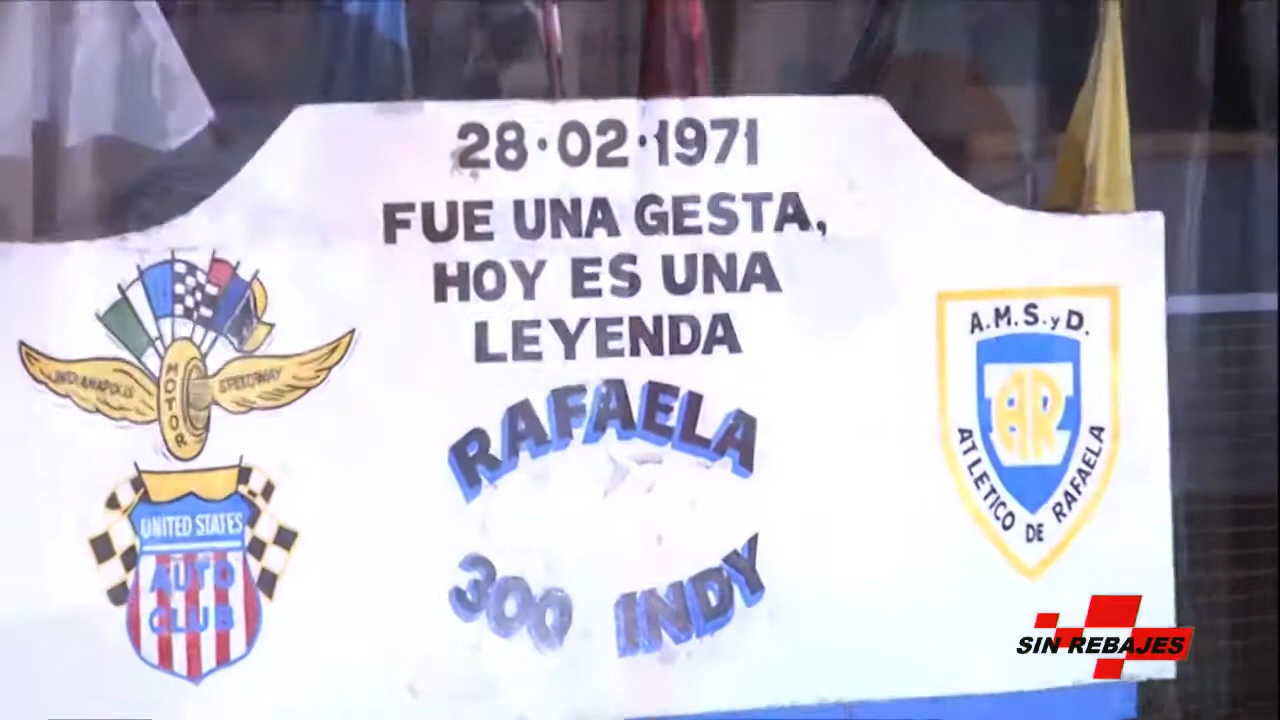 28·02·1971
FUE UNA GESTA,
HOY ES UNA
LEYENDA
RAFAELA
300 INDY
INDIANAPOLIS
MOTOR
SPEEDWAY
UNITED STATES
AUTO
CLUB
A.M.S.yD.
AR
ATLETICO DE RAFAELA
SIN REBAJES